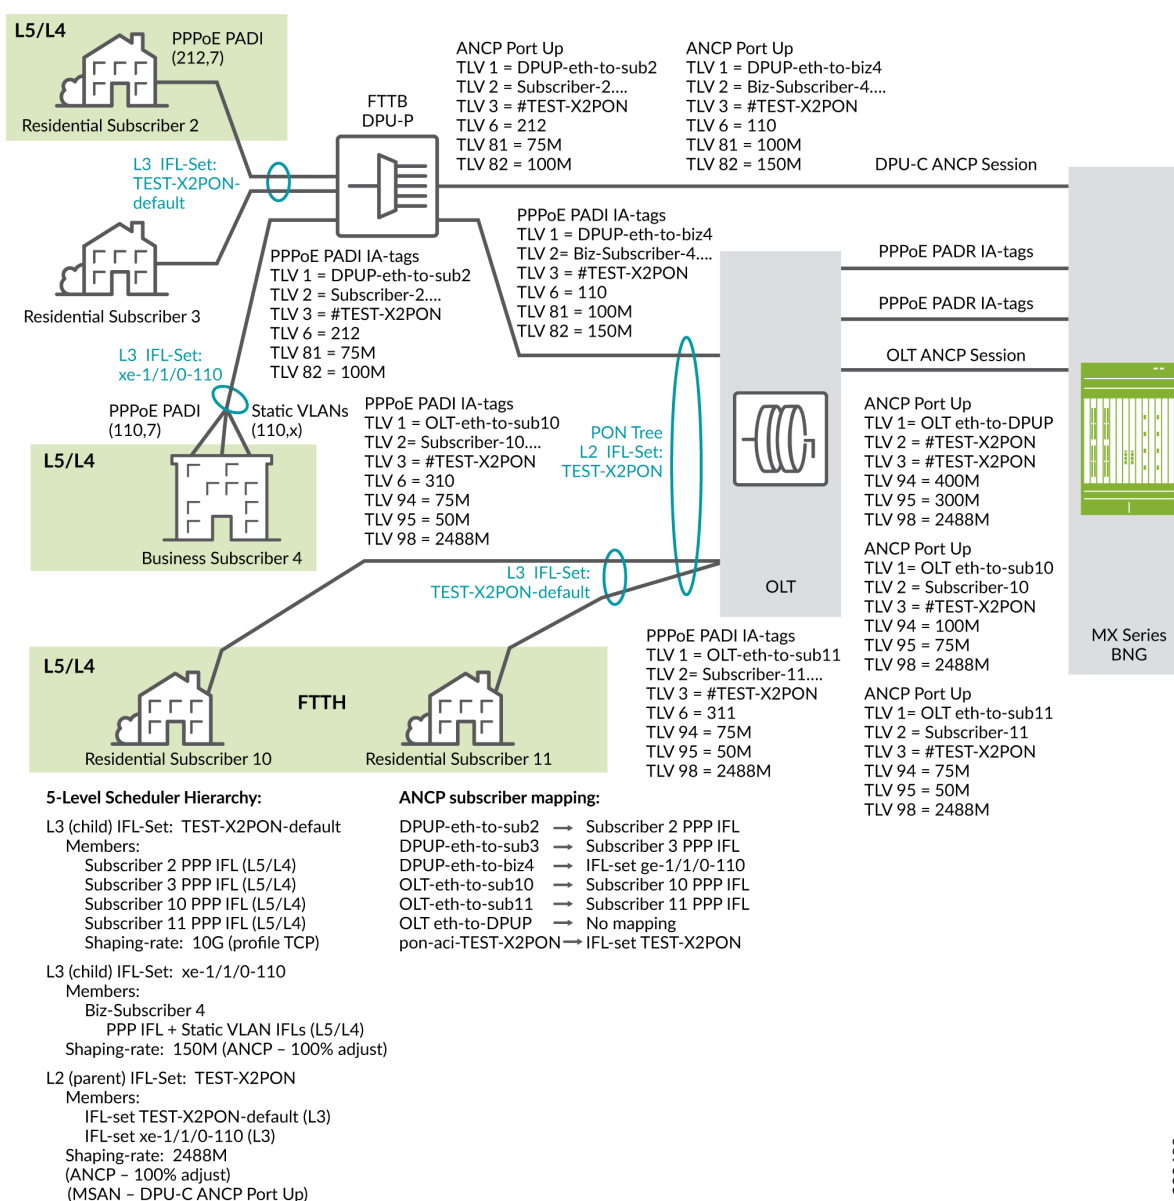 L5/L4
PPPoE PADI
(212,7)
Residential Subscriber 2
FTTB
DPU-P
ANCP Port Up
TLV 1 = DPUP-eth-to-sub2
TLV 2 = Subscriber-2....
TLV 3 = #TEST-X2PON
TLV 6 = 212
TLV 81 = 75M
TLV 82 = 100M
ANCP Port Up
TLV 1 = DPUP-eth-to-biz4
TLV 2 = Biz-Subscriber-4....
TLV 3 = #TEST-X2PON
TLV 6 = 110
TLV 81 = 100M
TLV 82 = 150M
DPU-C ANCP Session
L3 IFL-Set:
TEST-X2PON-
default
Residential Subscriber 3
PPPoE PADI IA-tags
TLV 1 = DPUP-eth-to-sub2
TLV 2 = Subscriber-2....
TLV 3 = #TEST-X2PON
TLV 6 = 212
TLV 81 = 75M
TLV 82 = 100M
PPPoE PADI IA-tags
TLV 1 = DPUP-eth-to-biz4
TLV 2= Biz-Subscriber-4....
TLV 3 = #TEST-X2PON
TLV 6 = 110
TLV 81 = 100M
TLV 82 = 150M
PPPoE PADR IA-tags
PPPoE PADR IA-tags
OLT ANCP Session
L3 IFL-Set:
xe-1/1/0-110
PPPoE PADI
(110,7)
Static VLANs
(110,x)
L5/L4
Business Subscriber 4
PPPoE PADI IA-tags
TLV 1 = OLT-eth-to-sub10
TLV 2= Subscriber-10....
TLV 3 = #TEST-X2PON
TLV 6 = 310
TLV 94 = 75M
TLV 95 = 50M
TLV 98 = 2488M
PON Tree
L2 IFL-Set:
TEST-X2PON
L3 IFL-Set:
TEST-X2PON-default
OLT
ANCP Port Up
TLV 1= OLT eth-to-DPUP
TLV 2 = #TEST-X2PON
TLV 3 = #TEST-X2PON
TLV 94 = 400M
TLV 95 = 300M
TLV 98 = 2488M
ANCP Port Up
TLV 1= OLT eth-to-sub10
TLV 2 = Subscriber-10
TLV 3 = #TEST-X2PON
TLV 94 = 100M
TLV 95 = 75M
TLV 98 = 2488M
ANCP Port Up
TLV 1= OLT eth-to-sub11
TLV 2 = Subscriber-11
TLV 3 = #TEST-X2PON
TLV 94 = 75M
TLV 95 = 50M
TLV 98 = 2488M
MX Series
BNG
L5/L4
FTTH
Residential Subscriber 10
Residential Subscriber 11
PPPoE PADI IA-tags
TLV 1 = OLT-eth-to-sub11
TLV 2= Subscriber-11....
TLV 3 = #TEST-X2PON
TLV 6 = 311
TLV 94 = 75M
TLV 95 = 50M
TLV 98 = 2488M
5-Level Scheduler Hierarchy:
L3 (child) IFL-Set: TEST-X2PON-default
Members:
Subscriber 2 PPP IFL (L5/L4)
Subscriber 3 PPP IFL (L5/L4)
Subscriber 10 PPP IFL (L5/L4)
Subscriber 11 PPP IFL (L5/L4)
Shaping-rate: 10G (profile TCP)
L3 (child) IFL-Set: xe-1/1/0-110
Members:
Biz-Subscriber 4
PPP IFL + Static VLAN IFLs (L5/L4)
Shaping-rate: 150M (ANCP – 100% adjust)
L2 (parent) IFL-Set: TEST-X2PON
Members:
IFL-set TEST-X2PON-default (L3)
IFL-set xe-1/1/0-110 (L3)
Shaping-rate: 2488M
(ANCP – 100% adjust)
(MSAN – DPU-C ANCP Port Up)
ANCP subscriber mapping:
DPUP-eth-to-sub2 → Subscriber 2 PPP IFL
DPUP-eth-to-sub3 → Subscriber 3 PPP IFL
DPUP-eth-to-biz4 → IFL-set ge-1/1/0-110
OLT-eth-to-sub10 → Subscriber 10 PPP IFL
OLT-eth-to-sub11 → Subscriber 11 PPP IFL
OLT eth-to-DPUP → No mapping
pon-aci-TEST-X2PON → IFL-set TEST-X2PON